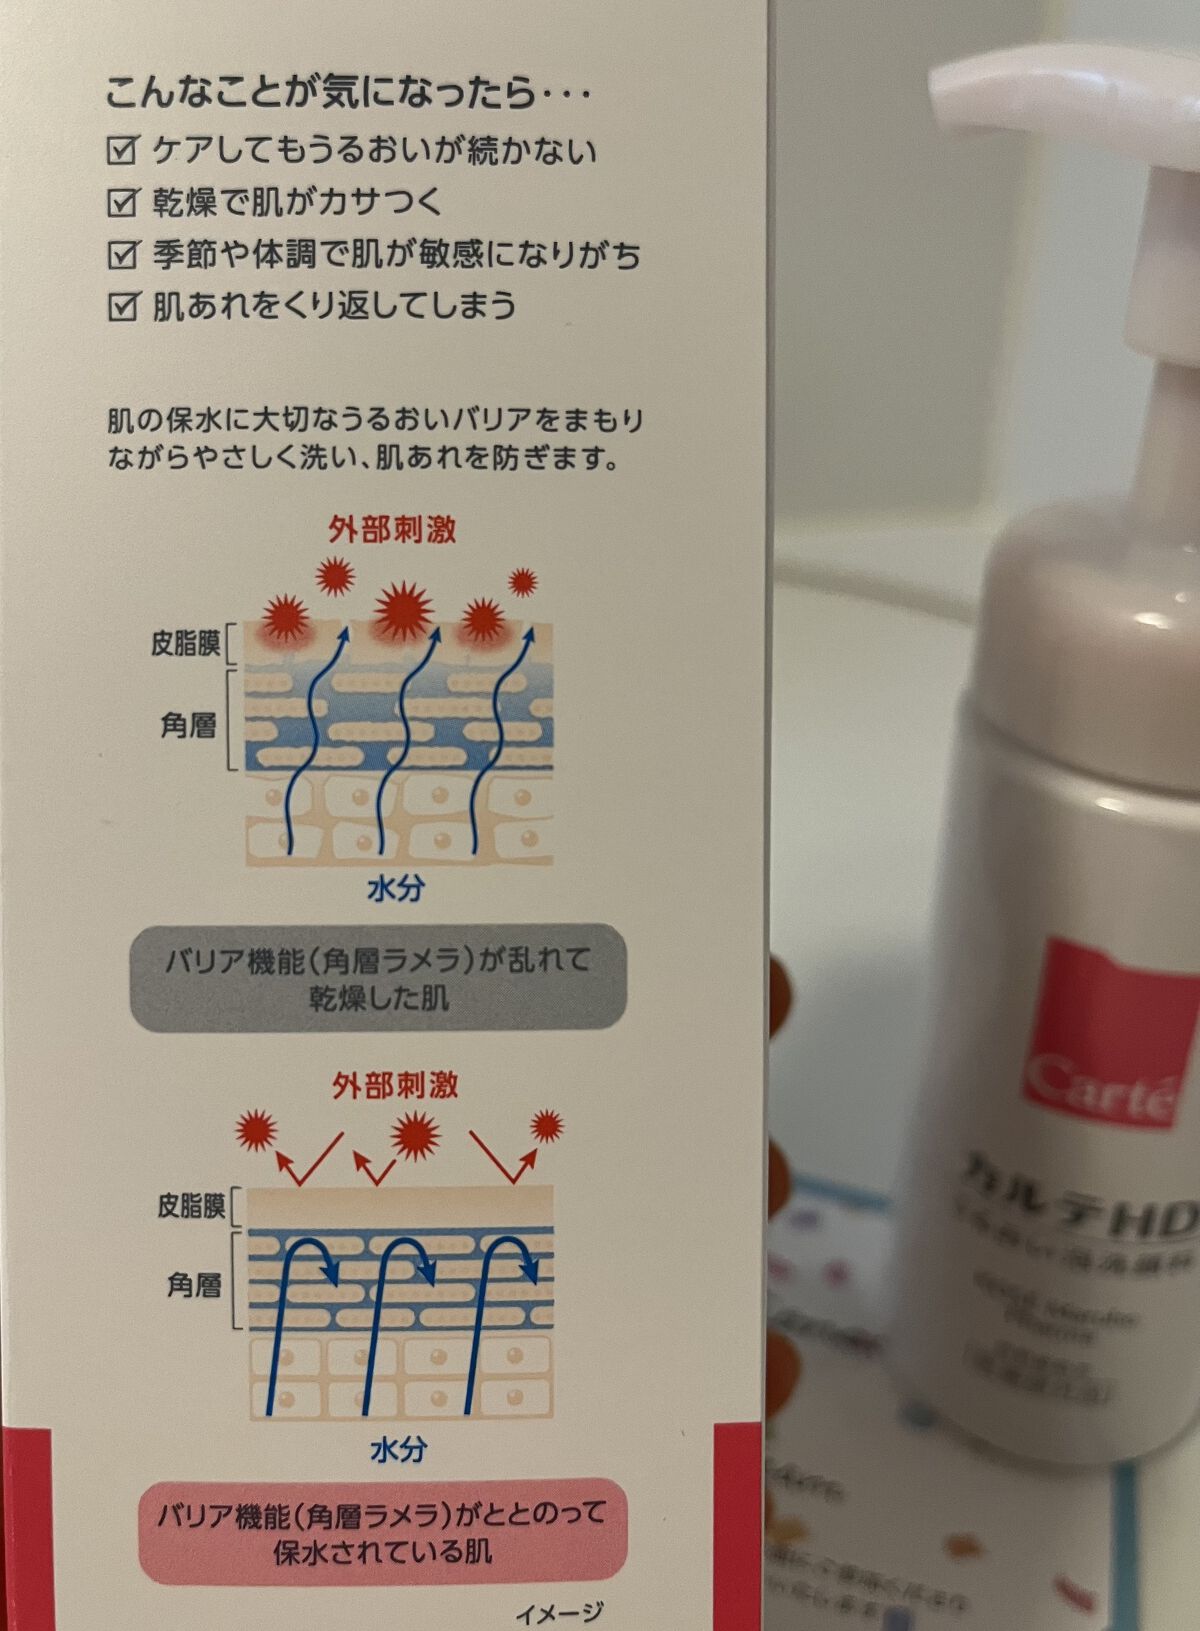 こんなことが気になったら・・・
ケアしてもうるおいが続かない
乾燥で肌がカサつく
季節や体調で肌が敏感になりがち
肌あれをくり返してしまう
肌の保水に大切なうるおいバリアをまもり
ながらやさしく洗い、肌あれを防ぎます。
外部刺激
皮脂膜
角層
水分
バリア機能(角層ラメラ)が乱れて
乾燥した肌
外部刺激
皮脂膜
角層
水分
バリア機能(角層ラメラ)がととのって
保水されている肌
イメージ
Carté
カルテHD